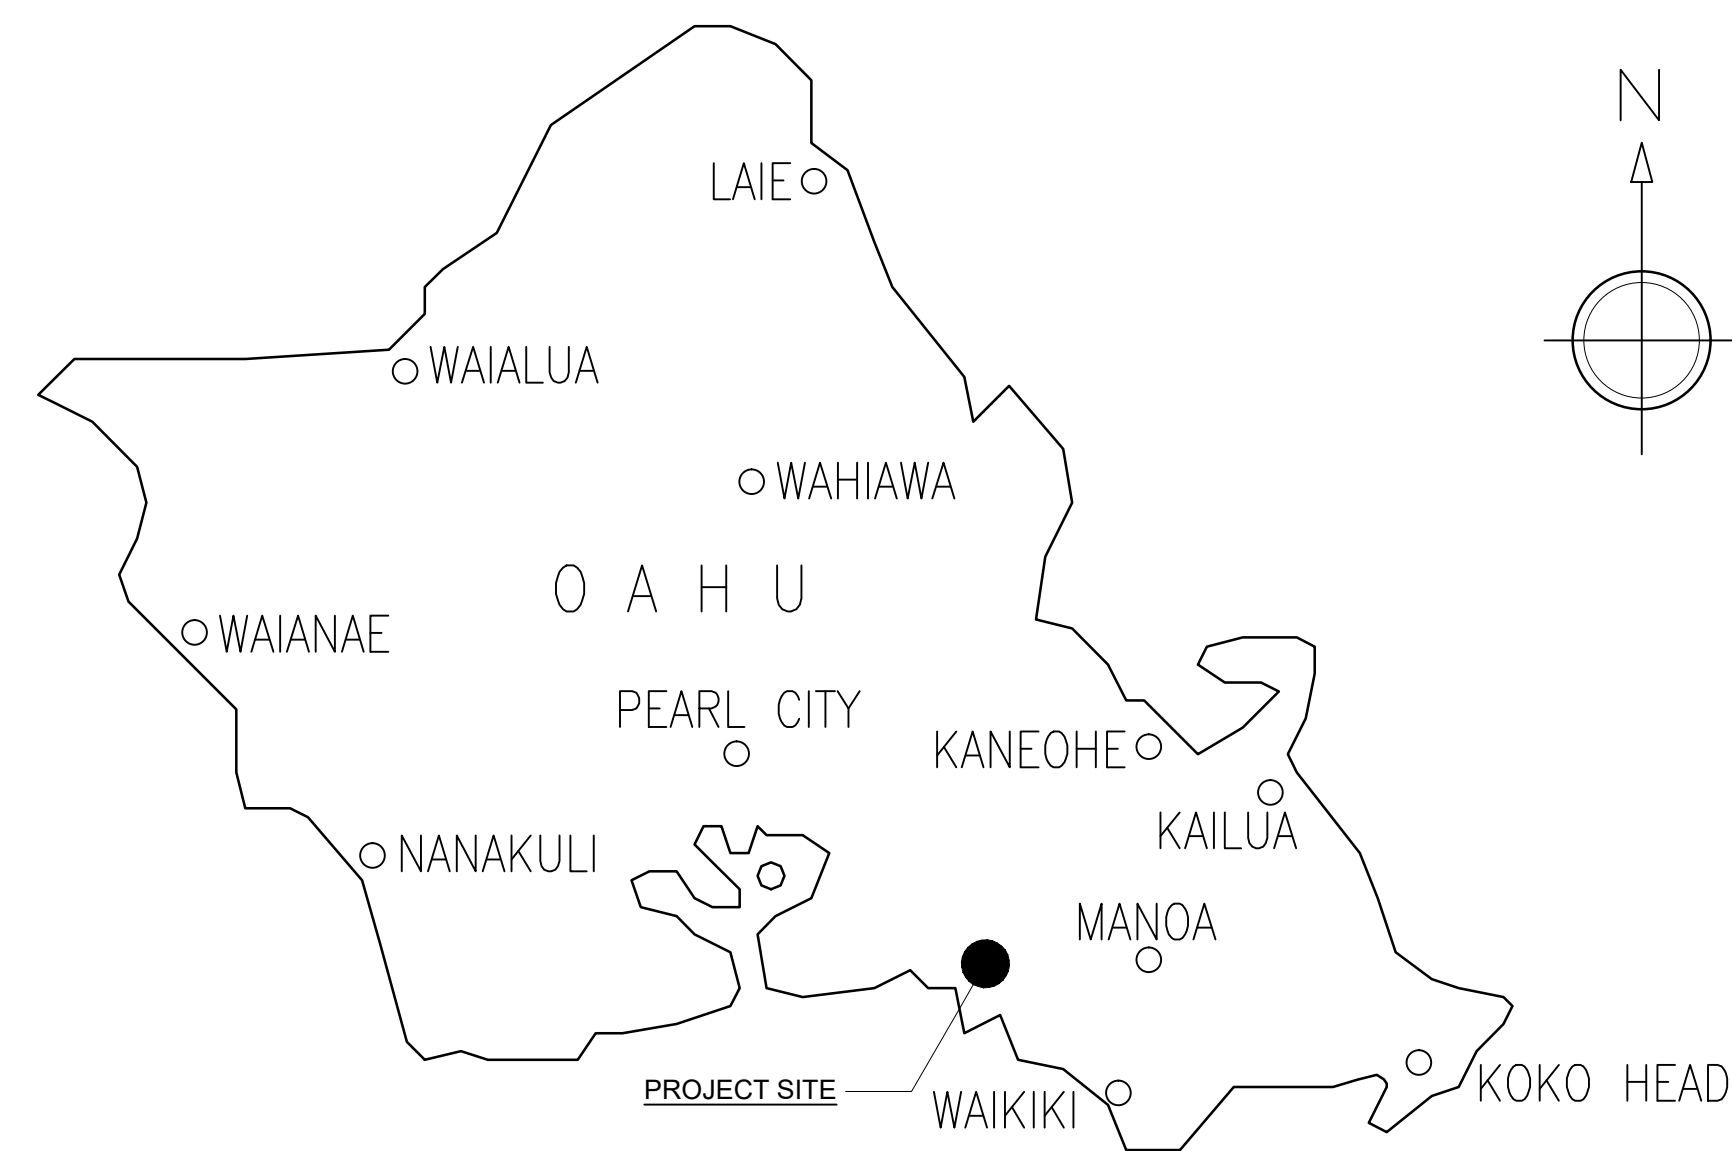 N
LAIE
WAIALUA
WAHIAWA
O A H U
WAIANAE
PEARL CITY
KANEOHE
KAILUA
NANAKULI
MANOA
PROJECT SITE
WAIKIKI
KOKO HEAD